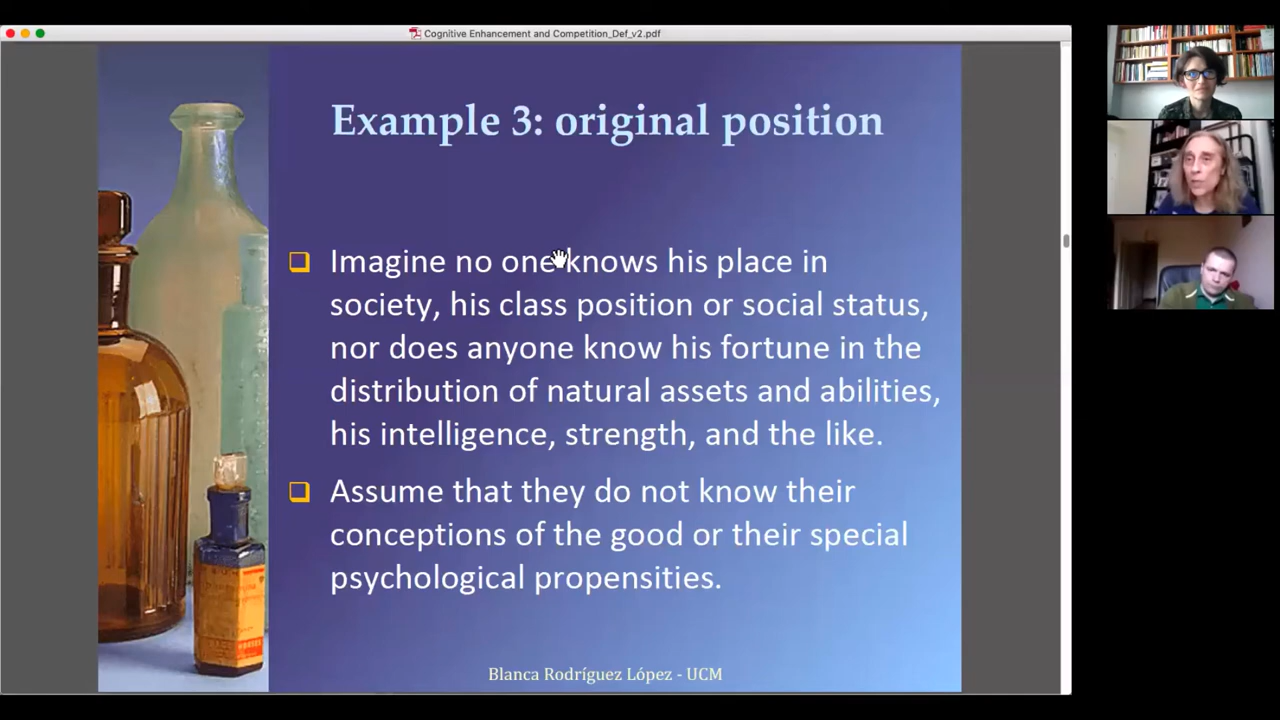 Cognitive Enhancement and Competition_Def_v2.pdf
Example 3: original position
Imagine no one knows his place in
society, his class position or social status,
nor does anyone know his fortune in the
distribution of natural assets and abilities,
his intelligence, strength, and the like.
Assume that they do not know their
conceptions of the good or their special
psychological propensities.
Blanca Rodríguez López - UCM